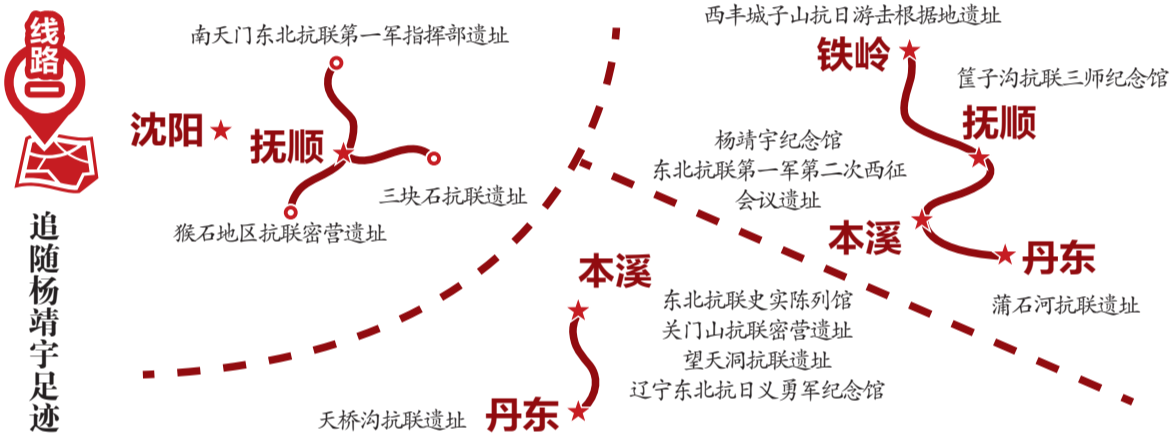 线路一
追随杨靖宇足迹
南天门东北抗联第一军指挥部遗址
沈阳
抚顺
三块石抗联遗址
猴石地区抗联密营遗址
西丰城子山抗日游击根据地遗址
铁岭
筐子沟抗联三师纪念馆
抚顺
杨靖宇纪念馆
东北抗联第一军第二次西征
会议遗址
本溪
丹东
蒲石河抗联遗址
本溪
东北抗联史实陈列馆
关门山抗联密营遗址
望天洞抗联遗址
辽宁东北抗日义勇军纪念馆
天桥沟抗联遗址
丹东